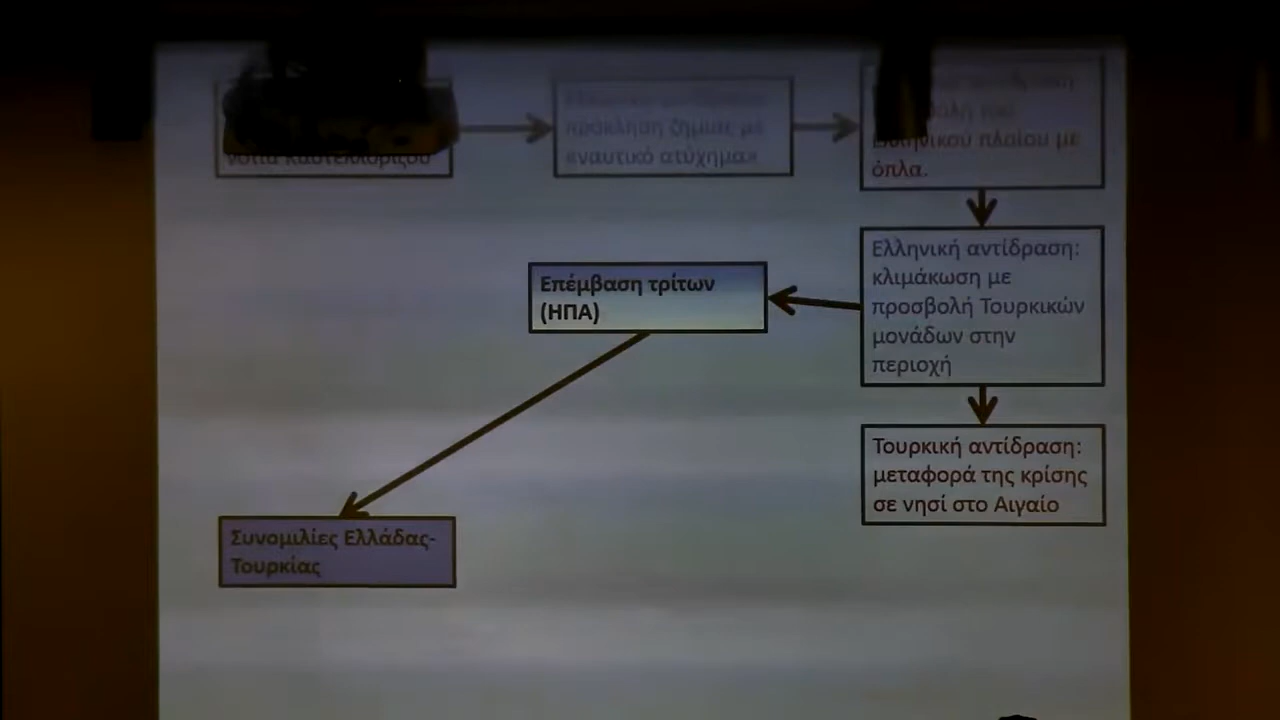 νότια Καστελλόριζου
πρόκληση ζημιάς με
«ναυτικό ατύχημα»
Ελληνικού πλοίου με
όπλα.
Ελληνική αντίδραση:
κλιμάκωση με
προσβολή Τουρκικών
μονάδων στην
περιοχή
Επέμβαση τρίτων
(ΗΠΑ)
Τουρκική αντίδραση:
μεταφορά της κρίσης
σε νησί στο Αιγαίο
Συνομιλίες Ελλάδας-
Τουρκίας